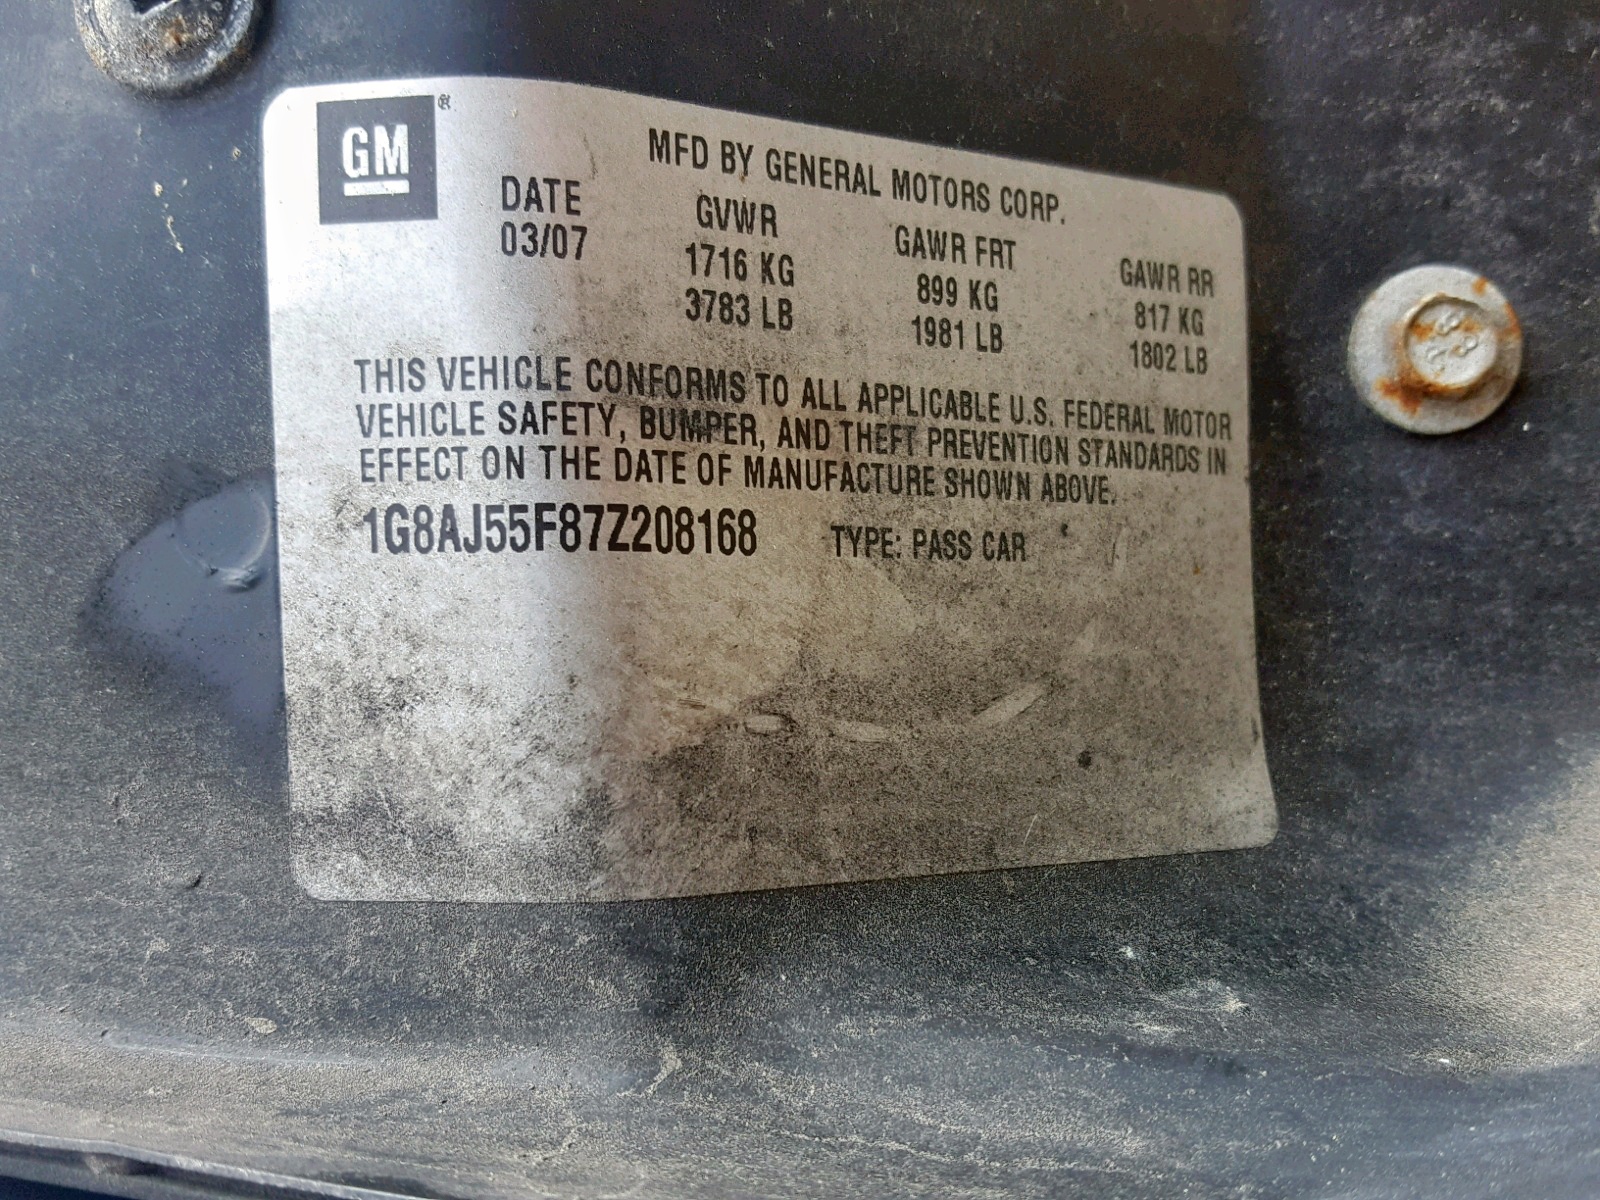 GM®
MFD BY GENERAL MOTORS CORP.
DATE GVWR GAWR FRT GAWR RR
03/07 1716 KG 899 KG 817 KG
3783 LB 1981 LB 1802 LB
THIS VEHICLE CONFORMS TO ALL APPLICABLE U.S. FEDERAL MOTOR
VEHICLE SAFETY, BUMPER, AND THEFT PREVENTION STANDARDS IN
EFFECT ON THE DATE OF MANUFACTURE SHOWN ABOVE.
1G8AJ55F87Z208168 TYPE: PASS CAR